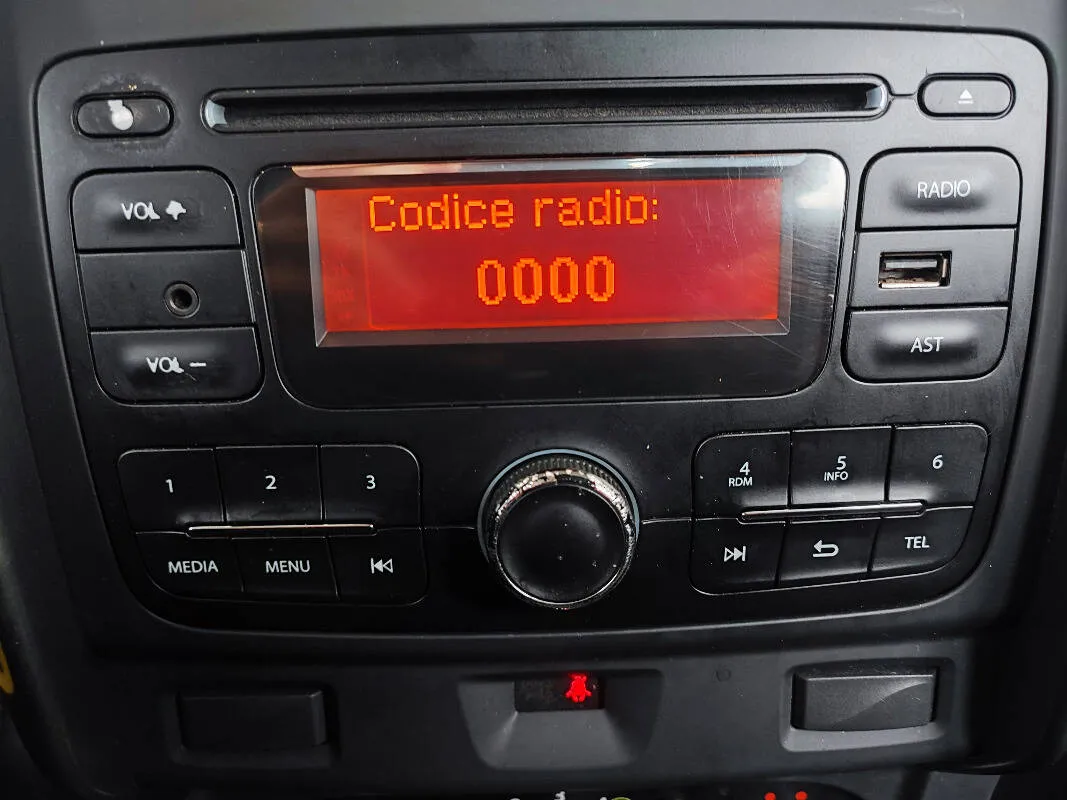 Codice radio:
0000
VOL
VOL –
RADIO
AST
1
2
3
MEDIA
MENU
4
RDM
5
INFO
6
TEL